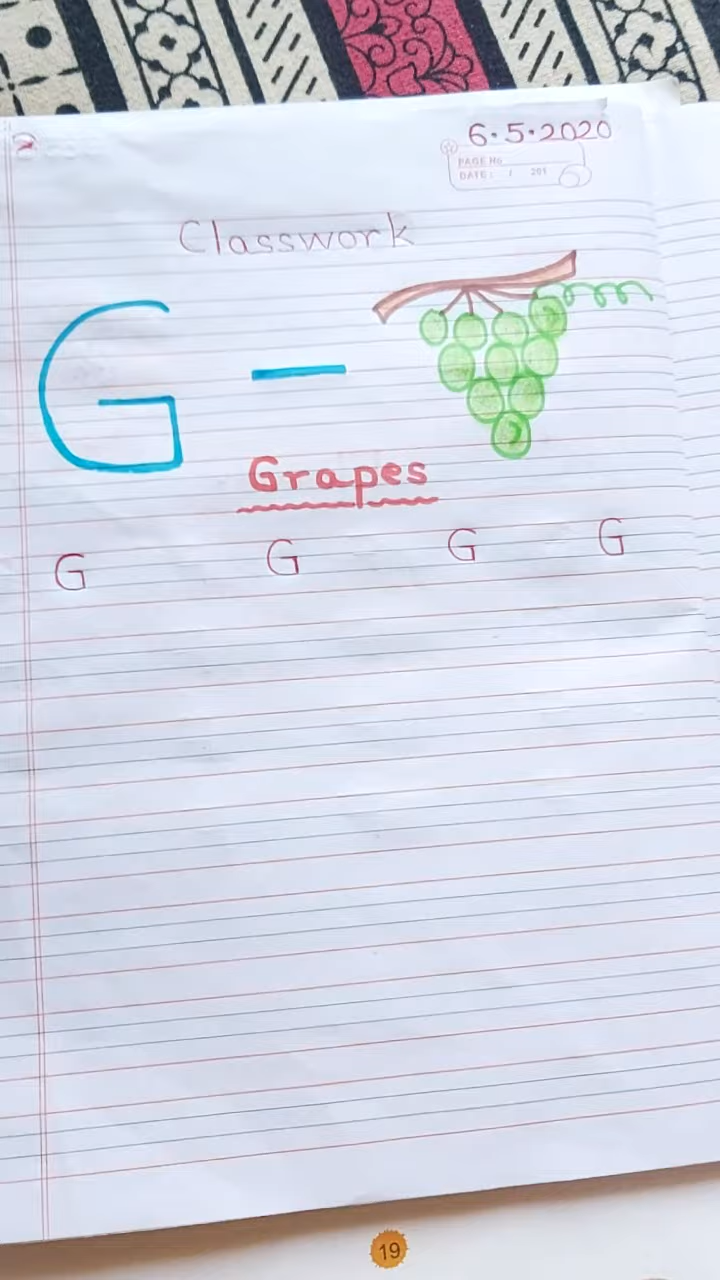 6.5.2020
PAGE No
DATE: / 201
Classwork
G -
Grapes
G G G G
19